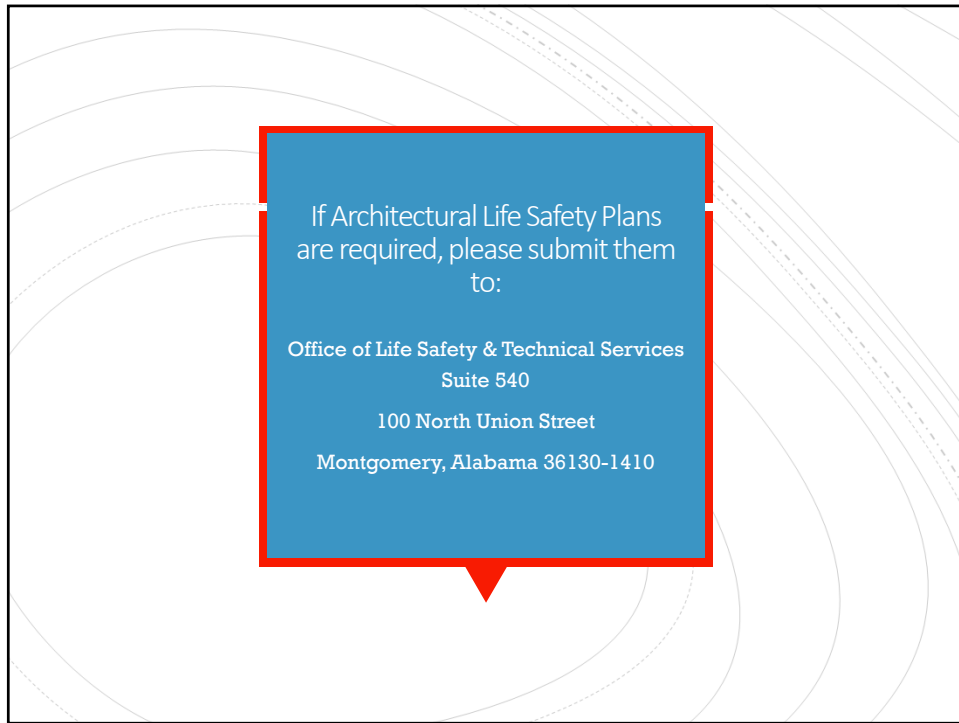 If Architectural Life Safety Plans
are required, please submit them
to:
Office of Life Safety & Technical Services
Suite 540
100 North Union Street
Montgomery, Alabama 36130-1410